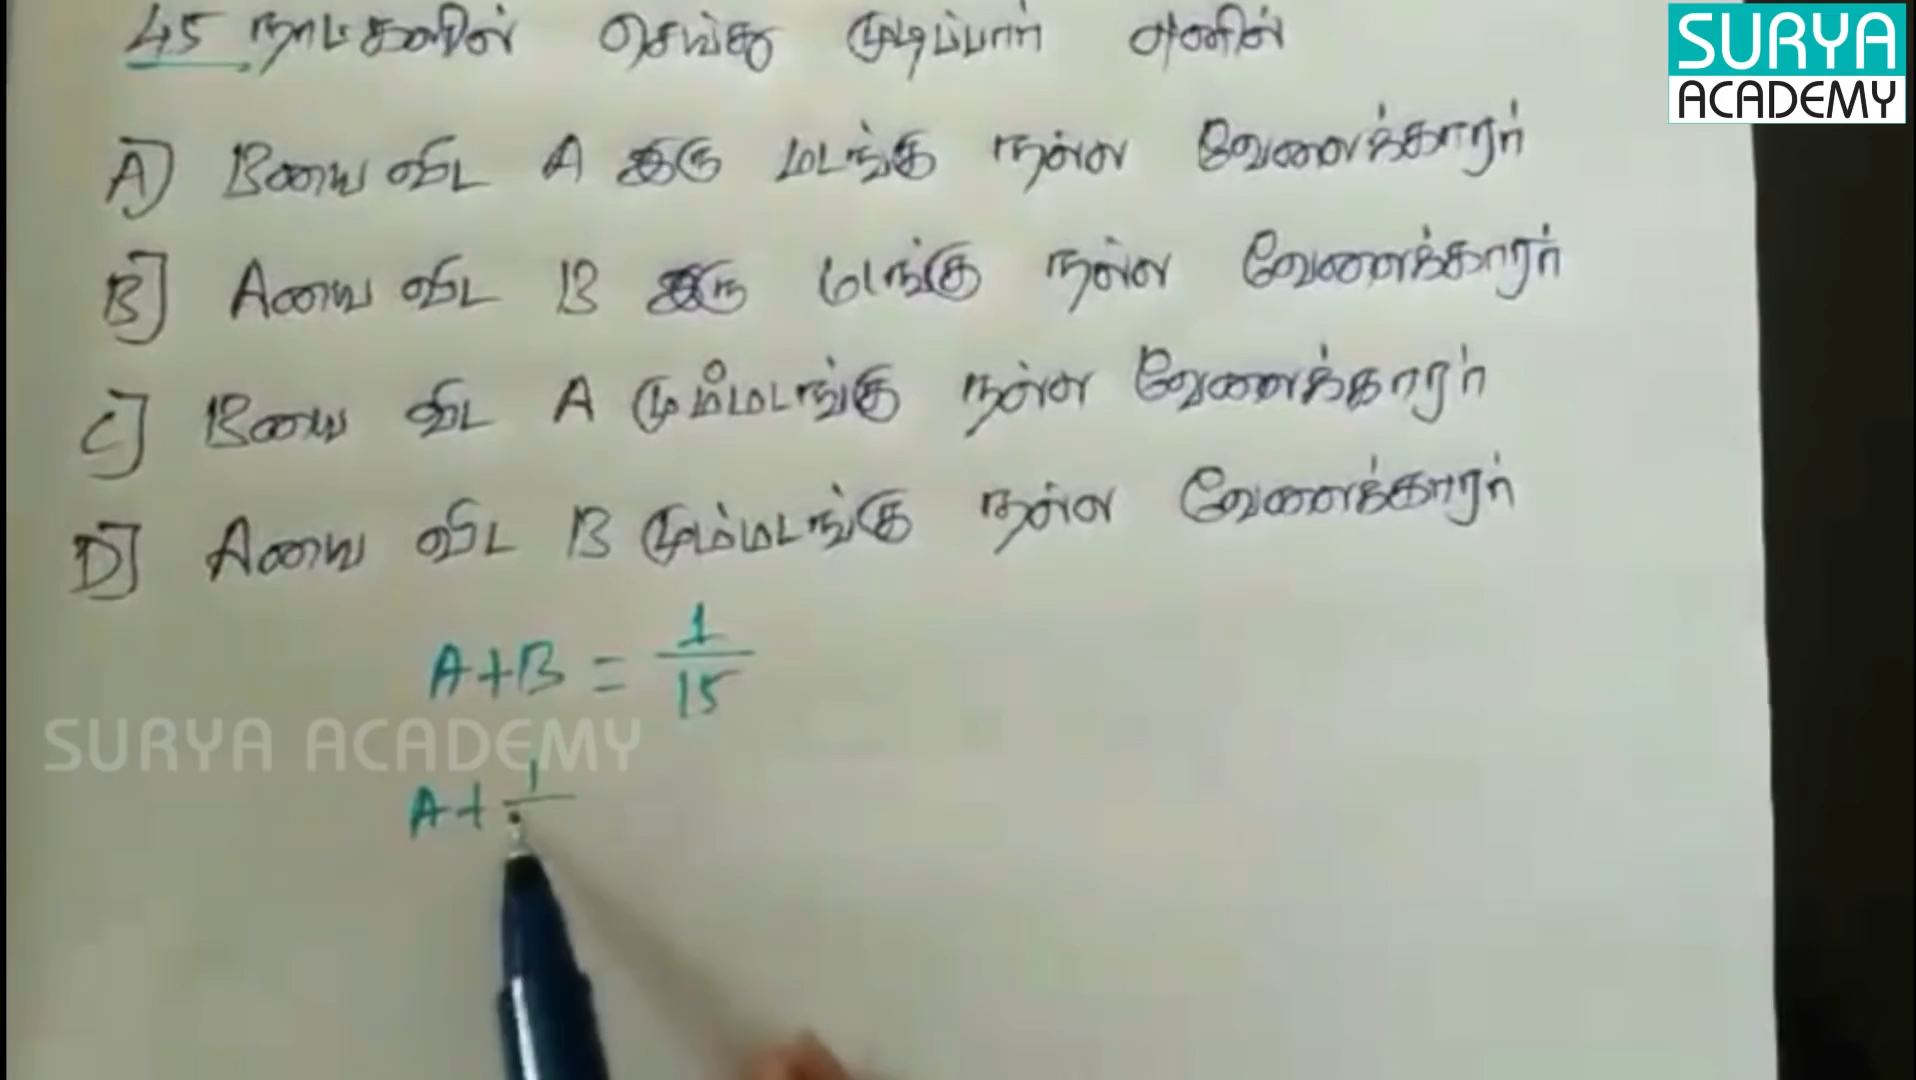 45 நாட்களில் செய்து முடிப்பார் எனில்
SURYA
ACADEMY
A) Bயைவிட A இரு மடங்கு நல்ல வேலைக்காரர்
B) Aயை விட B இரு மடங்கு நல்ல வேலைக்காரர்
C) Bயை விட A மும்மடங்கு நல்ல வேலைக்காரர்
D) Aயை விட B மும்மடங்கு நல்ல வேலைக்காரர்
A+B = 1/15
SURYA ACADEMY
A+ 1/